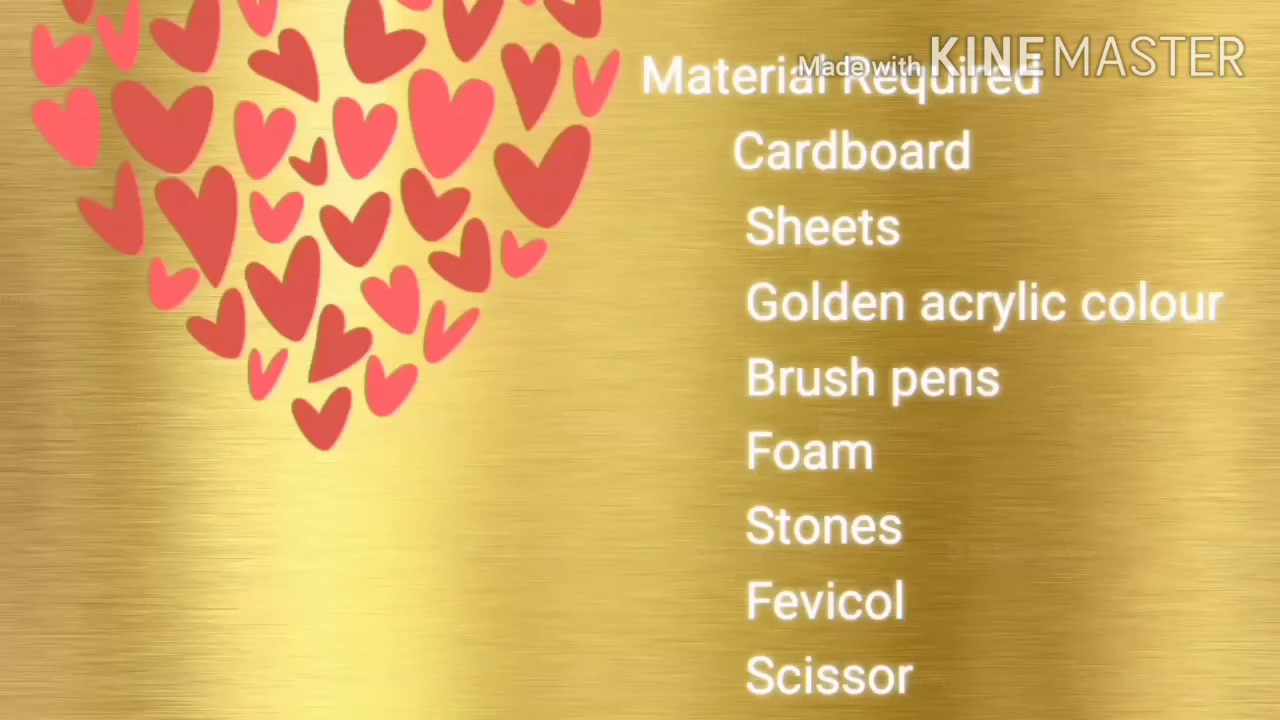 Made with KINEMASTER
Material Required
Cardboard
Sheets
Golden acrylic colour
Brush pens
Foam
Stones
Fevicol
Scissor